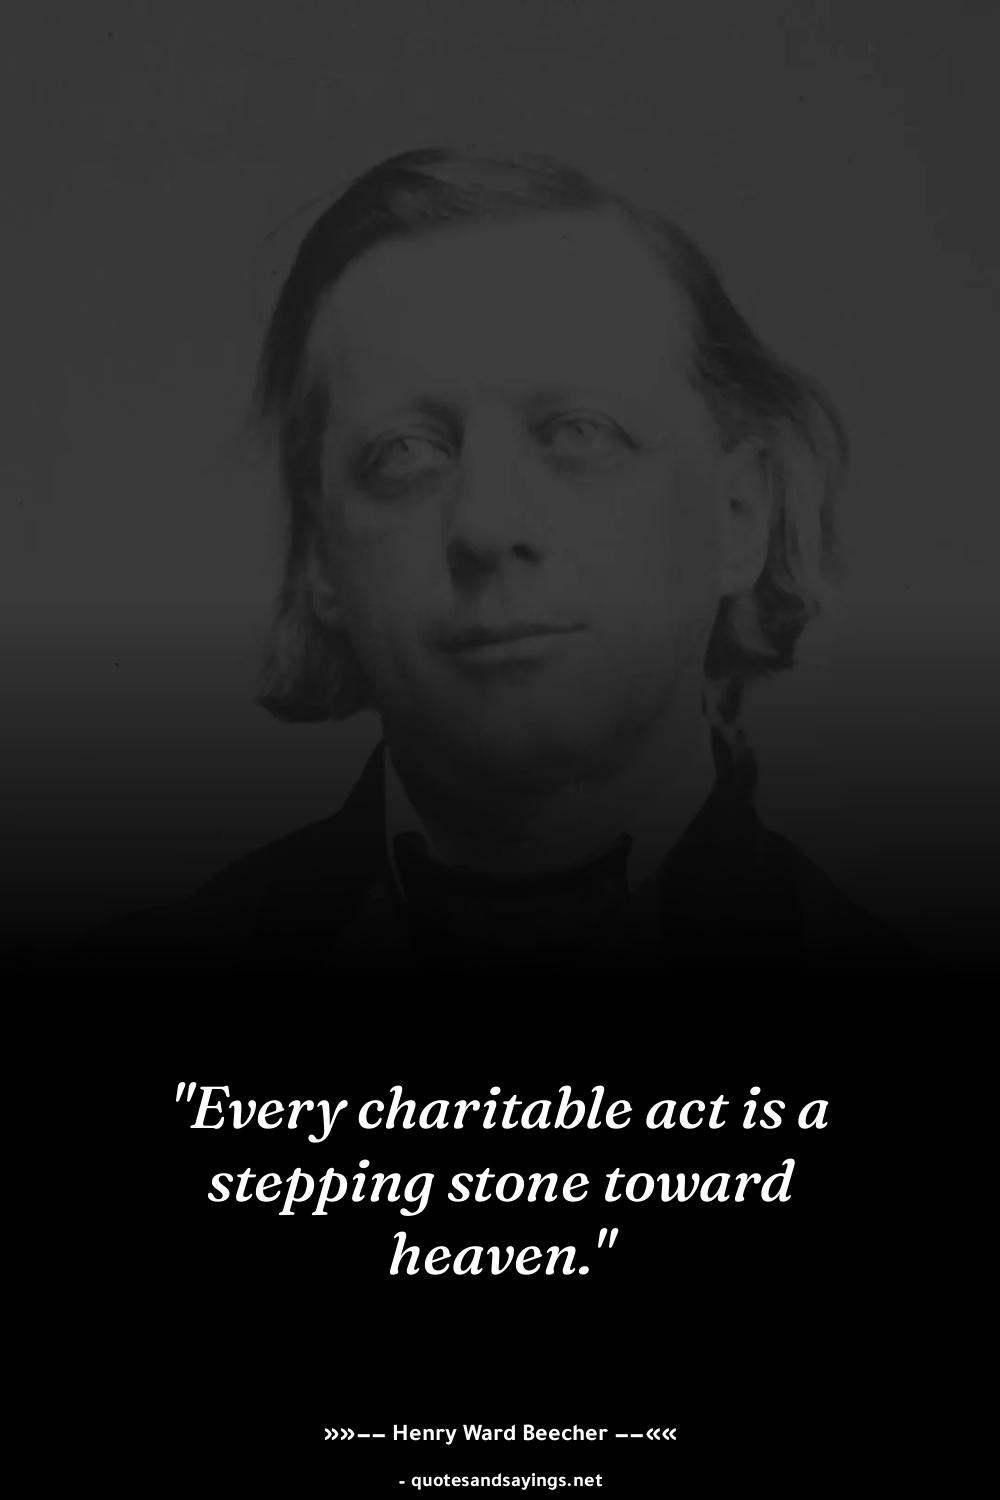 "Every charitable act is a
stepping stone toward
heaven."
»»−− Henry Ward Beecher −−««
- quotesandsayings.net